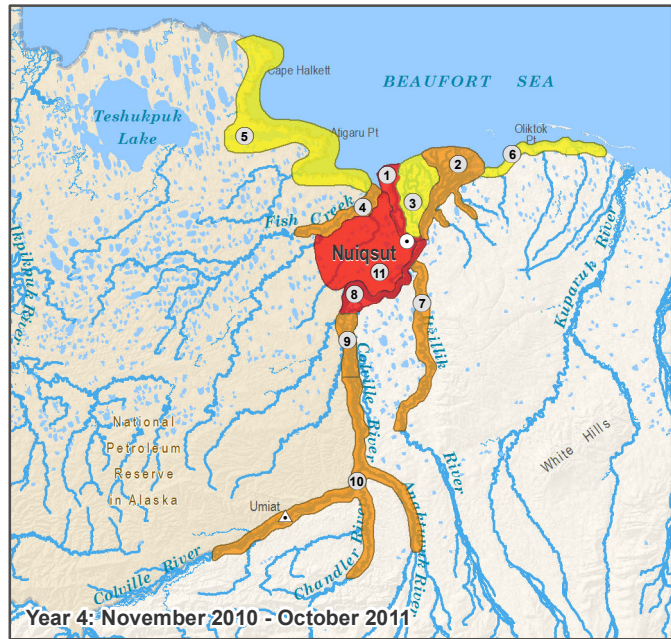 Cape Halkett
BEAUFORT SEA
Teshukpuk
Lake
Atigaru Pt
Oliktok
Pt
5
1
2
6
3
4
Fish Creek
Nuiqsut
11
8
7
9
Ikpikpuk River
Kuparuk River
Itkillik
River
Colville River
National
Petroleum
Reserve
in Alaska
White Hills
10
Umiat
Anaktuvuk River
Chandler River
Colville River
Year 4: November 2010 - October 2011